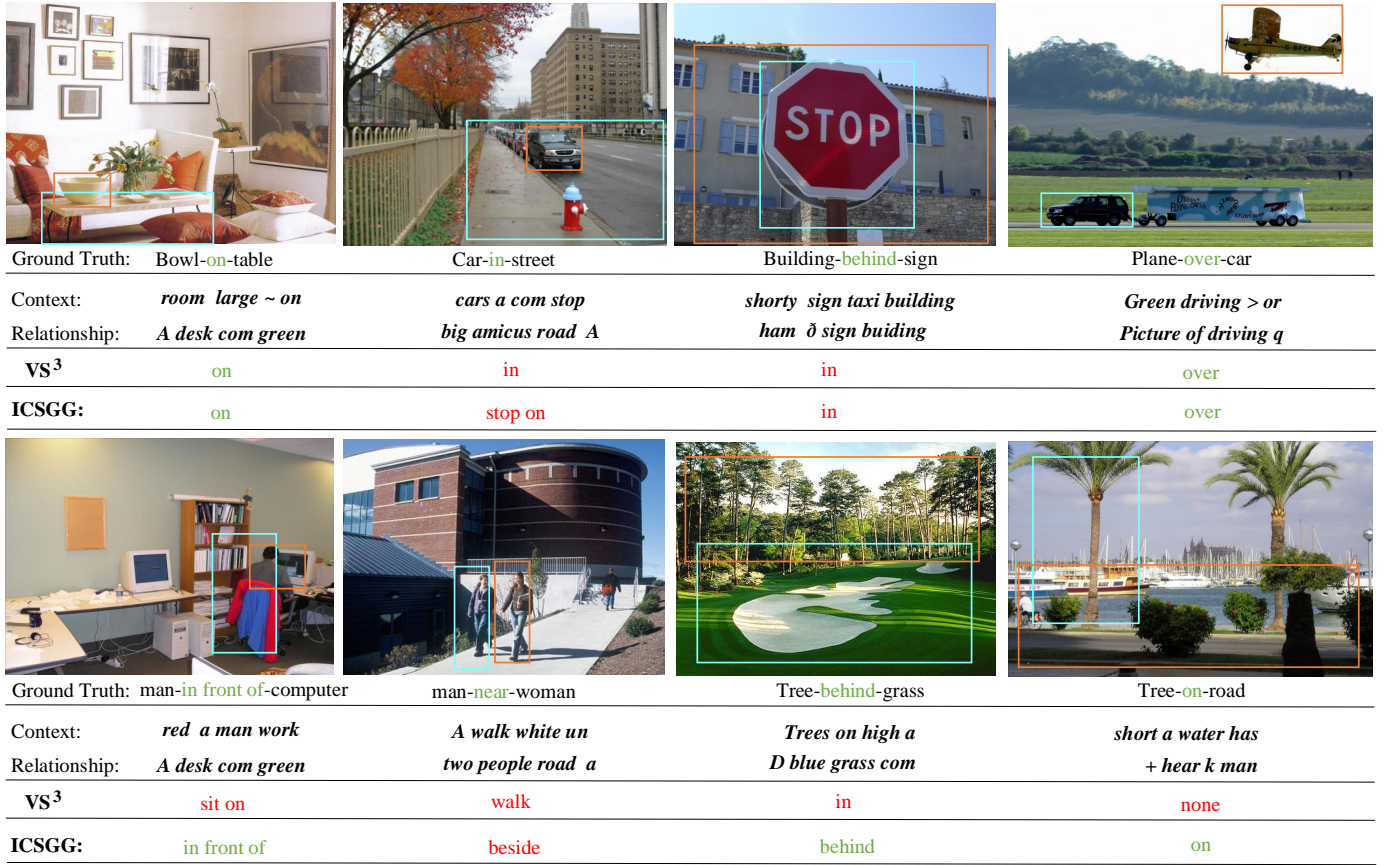 STOP
G-BPCF
Ground Truth: Bowl-on-table Car-in-street Building-behind-sign Plane-over-car
Context: room large ~ on cars a com stop shorty sign taxi building Green driving > or
Relationship: A desk com green big amicus road A ham ð sign buiding Picture of driving q
VS3 on in in over
ICSGG: on stop on in over
Ground Truth: man-in front of-computer man-near-woman Tree-behind-grass Tree-on-road
Context: red a man work A walk white un Trees on high a short a water has
Relationship: A desk com green two people road a D blue grass com + hear k man
VS3 sit on walk in none
ICSGG: in front of beside behind on